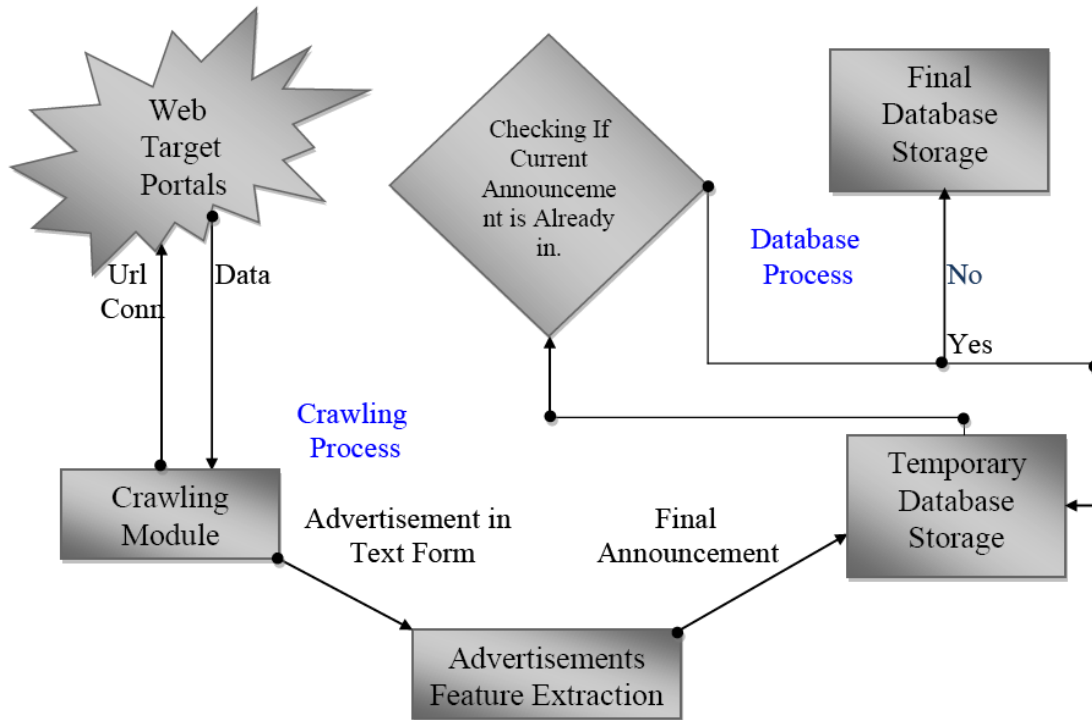 Web
Target
Portals
Url
Conn
Data
Crawling
Process
Crawling
Module
Advertisement in
Text Form
Advertisements
Feature Extraction
Final
Announcement
Temporary
Database
Storage
Checking If
Current
Announceme
nt is Already
in.
Database
Process
No
Yes
Final
Database
Storage